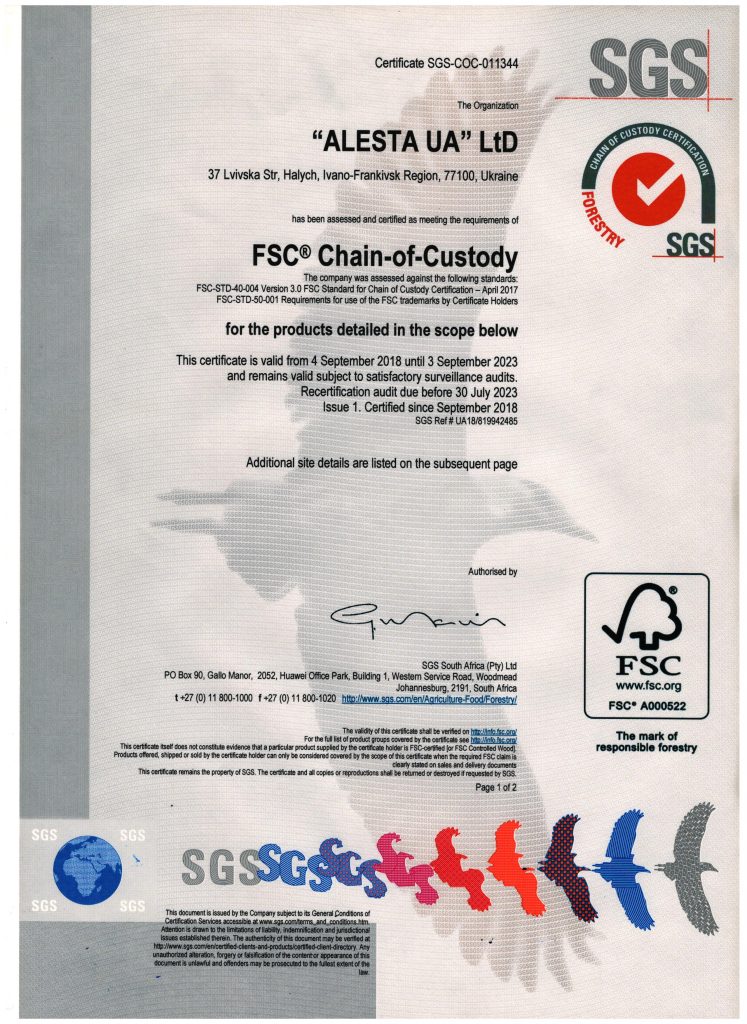 Certificate SGS-COC-011344
SGS
The Organization
"ALESTA UA" LtD
37 Lvivska Str, Halych, Ivano-Frankivsk Region, 77100, Ukraine
CHAIN OF CUSTODY CERTIFICATION
FORESTRY
SGS
has been assessed and certified as meeting the requirements of
FSC® Chain-of-Custody
The company was assessed against the following standards:
FSC-STD-40-004 Version 3.0 FSC Standard for Chain of Custody Certification – April 2017
FSC-STD-50-001 Requirements for use of the FSC trademarks by Certificate Holders
for the products detailed in the scope below
This certificate is valid from 4 September 2018 until 3 September 2023
and remains valid subject to satisfactory surveillance audits.
Recertification audit due before 30 July 2023
Issue 1. Certified since September 2018
SGS Ref # UA18/819942485
Additional site details are listed on the subsequent page
Authorised by
SGS South Africa (Pty) Ltd
PO Box 90, Gallo Manor, 2052, Huawei Office Park, Building 1, Western Service Road, Woodmead
Johannesburg, 2191, South Africa
t +27 (0) 11 800-1000 f +27 (0) 11 800-1020 http://www.sgs.com/en/Agriculture-Food/Forestry/
®
FSC
www.fsc.org
FSC® A000522
The mark of
responsible forestry
The validity of this certificate shall be verified on http://info.fsc.org/
For the full list of product groups covered by the certificate see http://info.fsc.org/
This certificate itself does not constitute evidence that a particular product supplied by the certificate holder is FSC-certified [or FSC Controlled Wood].
Products offered, shipped or sold by the certificate holder can only be considered covered by the scope of this certificate when the required FSC claim is
clearly stated on sales and delivery documents
This certificate remains the property of SGS. The certificate and all copies or reproductions shall be returned or destroyed if requested by SGS.
Page 1 of 2
SGS SGS
SGS SGS
SGS SGS SGS SGS
This document is issued by the Company subject to its General Conditions of
Certification Services accessible at www.sgs.com/terms_and_conditions.htm.
Attention is drawn to the limitations of liability, indemnification and jurisdictional
issues established therein. The authenticity of this document may be verified at
http://www.sgs.com/en/certified-clients-and-products/certified-client-directory. Any
unauthorized alteration, forgery or falsification of the content or appearance of this
document is unlawful and offenders may be prosecuted to the fullest extent of the
law.